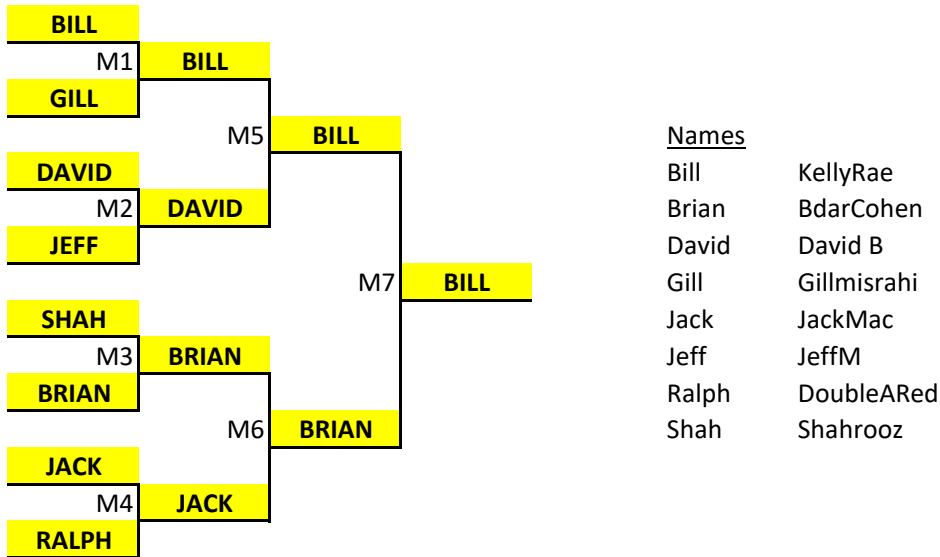 BILL
M1 BILL
GILL
M5 BILL Names
DAVID Bill KellyRae
M2 DAVID Brian BdarCohen
JEFF David David B
M7 BILL Gill Gillmisrahi
SHAH Jack JackMac
M3 BRIAN Jeff JeffM
BRIAN Ralph DoubleARed
M6 BRIAN Shah Shahrooz
JACK
M4 JACK
RALPH